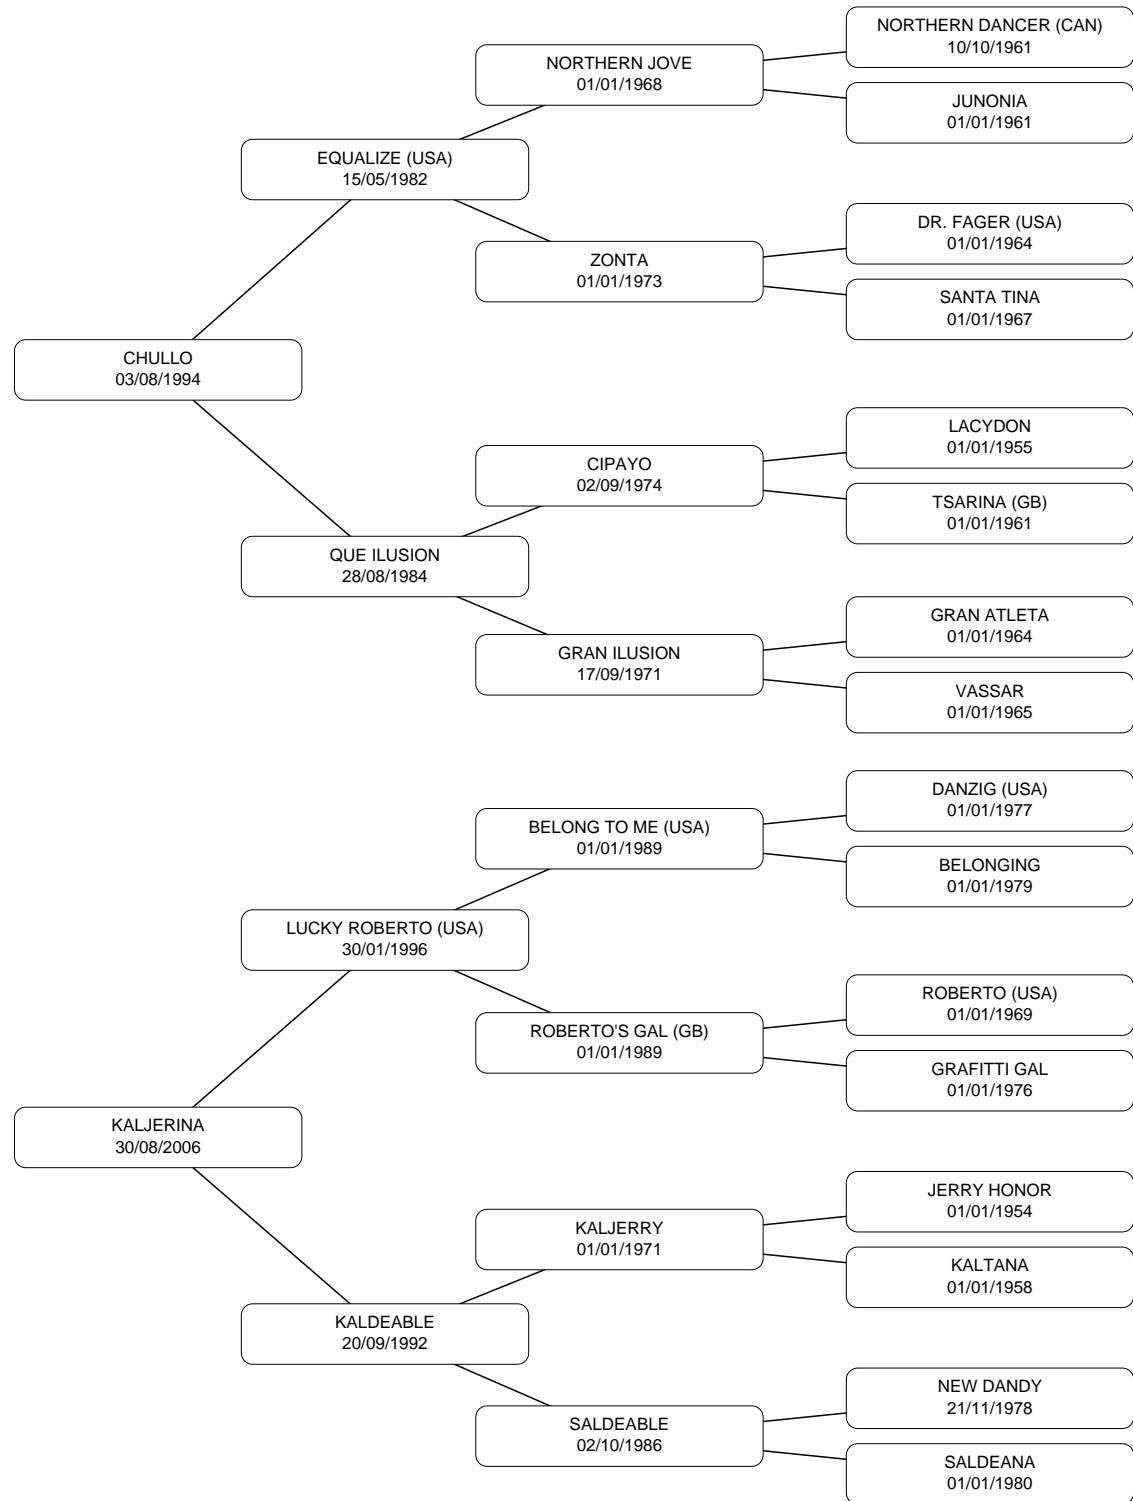 NORTHERN DANCER (CAN)
10/10/1961
NORTHERN JOVE
01/01/1968
JUNONIA
01/01/1961
EQUALIZE (USA)
15/05/1982
DR. FAGER (USA)
01/01/1964
ZONTA
01/01/1973
SANTA TINA
01/01/1967
CHULLO
03/08/1994
LACYDON
01/01/1955
CIPAYO
02/09/1974
TSARINA (GB)
01/01/1961
QUE ILUSION
28/08/1984
GRAN ATLETA
01/01/1964
GRAN ILUSION
17/09/1971
VASSAR
01/01/1965
DANZIG (USA)
01/01/1977
BELONG TO ME (USA)
01/01/1989
BELONGING
01/01/1979
LUCKY ROBERTO (USA)
30/01/1996
ROBERTO (USA)
01/01/1969
ROBERTO'S GAL (GB)
01/01/1989
GRAFITTI GAL
01/01/1976
KALJERINA
30/08/2006
JERRY HONOR
01/01/1954
KALJERRY
01/01/1971
KALTANA
01/01/1958
KALDEABLE
20/09/1992
NEW DANDY
21/11/1978
SALDEABLE
02/10/1986
SALDEANA
01/01/1980